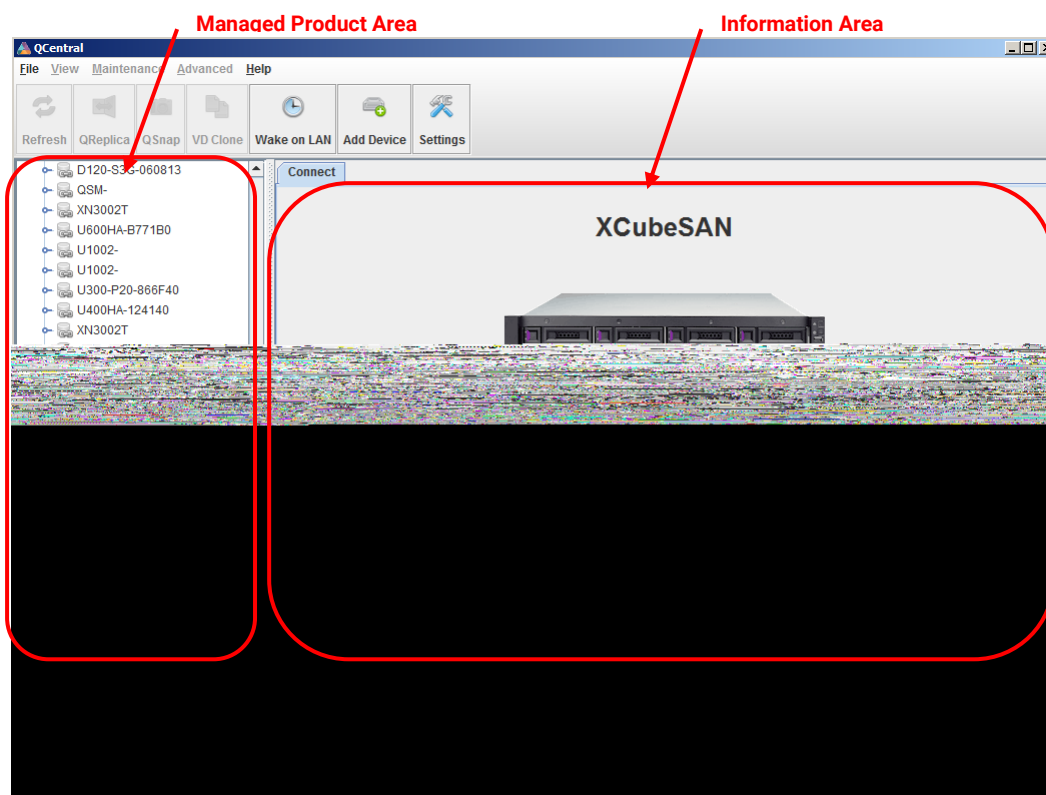 Managed Product Area
Information Area
QCentral
File View Maintenance Advanced Help
Refresh QReplica QSnap VD Clone Wake on LAN Add Device Settings
D120-S3G-060813
QSM-
XN3002T
U600HA-B771B0
U1002-
U1002-
U300-P20-866F40
U400HA-124140
XN3002T
Connect
XCubeSAN